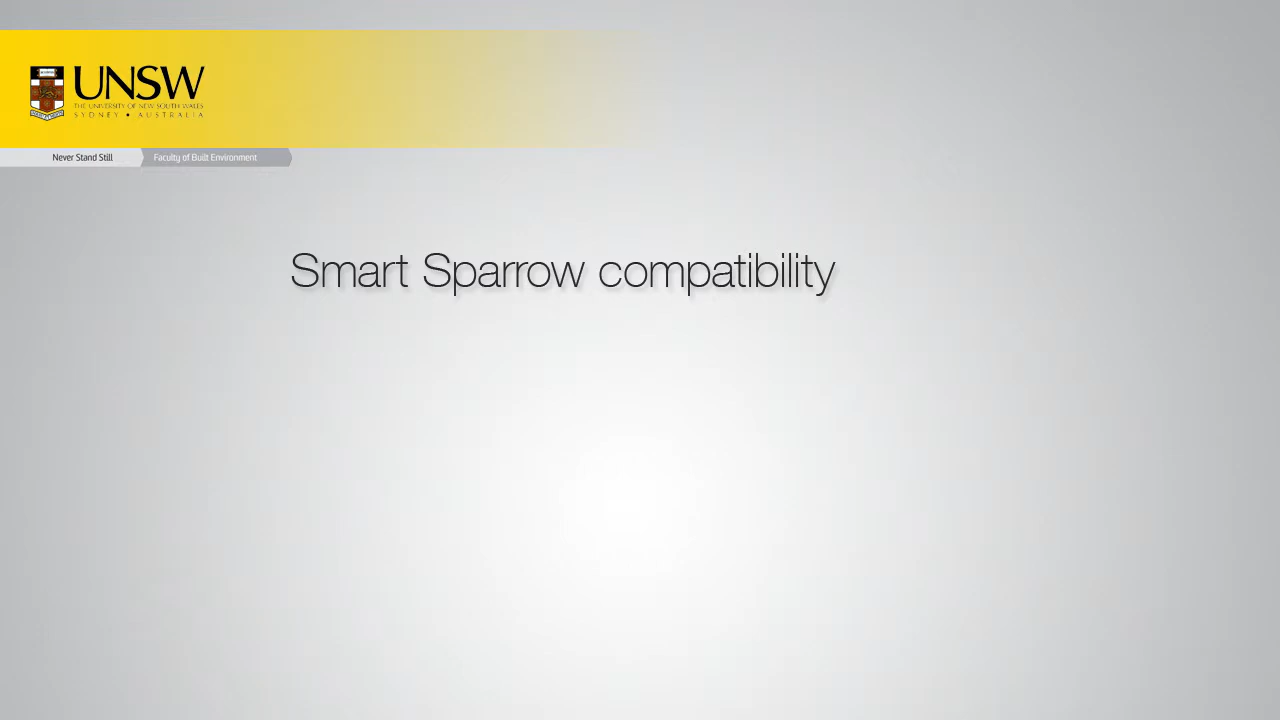 UNSW
THE UNIVERSITY OF NEW SOUTH WALES
SYDNEY • AUSTRALIA
Never Stand Still
Faculty of Built Environment
Smart Sparrow compatibility